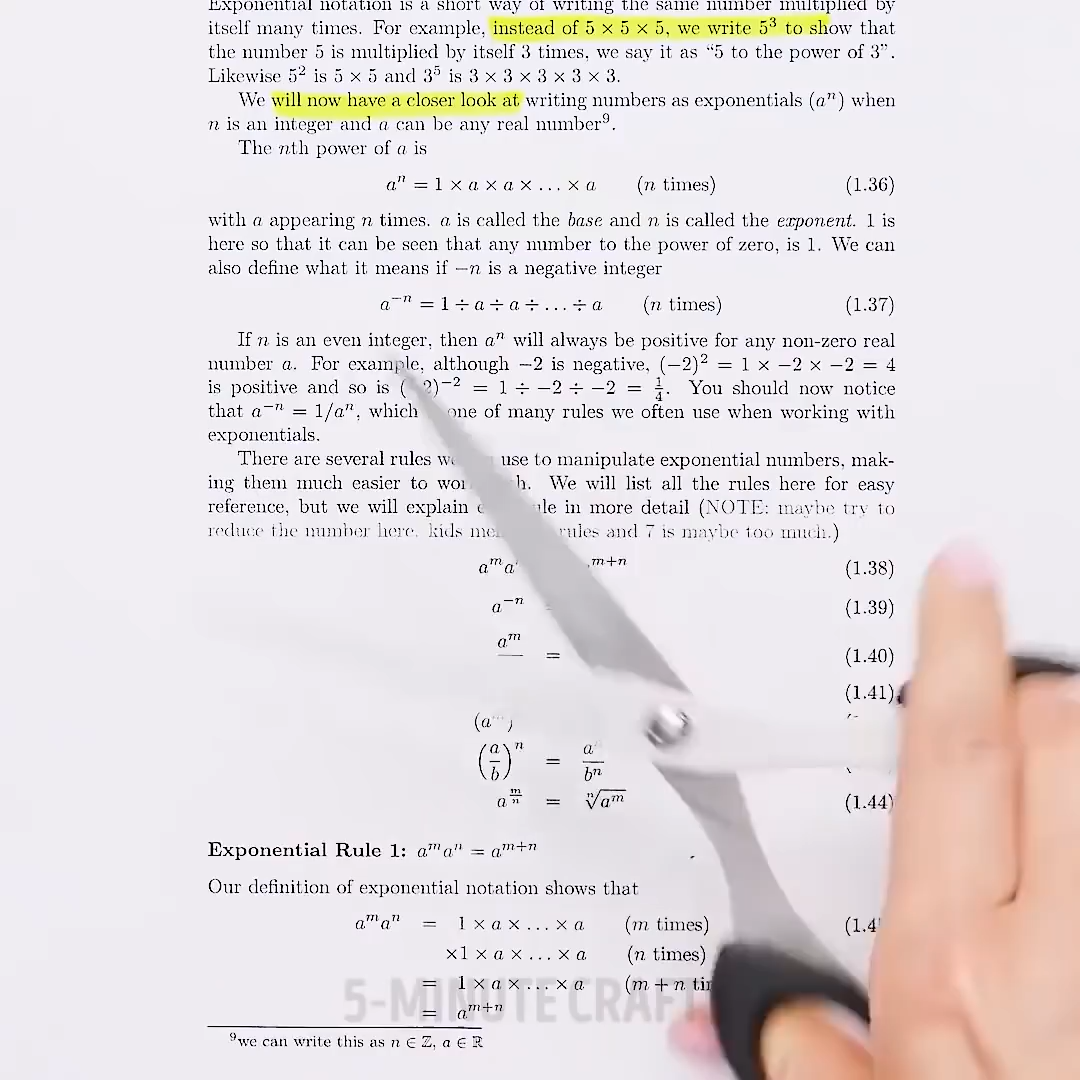 Exponential notation is a short way of writing the same number multiplied by
itself many times. For example, instead of 5 × 5 × 5, we write 5³ to show that
the number 5 is multiplied by itself 3 times, we say it as “5 to the power of 3”.
Likewise 5² is 5 × 5 and 3⁵ is 3 × 3 × 3 × 3 × 3.
We will now have a closer look at writing numbers as exponentials (aⁿ) when
n is an integer and a can be any real number⁹.
The nth power of a is
aⁿ = 1 × a × a × . . . × a (n times) (1.36)
with a appearing n times. a is called the base and n is called the exponent. 1 is
here so that it can be seen that any number to the power of zero, is 1. We can
also define what it means if −n is a negative integer
a⁻ⁿ = 1 ÷ a ÷ a ÷ . . . ÷ a (n times) (1.37)
If n is an even integer, then aⁿ will always be positive for any non-zero real
number a. For example, although −2 is negative, (−2)² = 1 × −2 × −2 = 4
is positive and so is ( 2)⁻² = 1 ÷ −2 ÷ −2 = 1/4. You should now notice
that a⁻ⁿ = 1/aⁿ, which one of many rules we often use when working with
exponentials.
There are several rules use to manipulate exponential numbers, mak-
ing them much easier to We will list all the rules here for easy
reference, but we will explain in more detail (NOTE: maybe try to
reduce the number here, kids rules and 7 is maybe too much.)
aᵐa ᵐ⁺ⁿ (1.38)
a⁻ⁿ (1.39)
aᵐ = (1.40)
(1.41)
(a )
(a/b)ⁿ = a /bⁿ
a^(m/n) = ⁿ√aᵐ (1.44)
Exponential Rule 1: aᵐaⁿ = aᵐ⁺ⁿ
Our definition of exponential notation shows that
aᵐaⁿ = 1 × a × . . . × a (m times) (1.4
×1 × a × . . . × a (n times)
= 1 × a × . . . × a (m + n
= aᵐ⁺ⁿ
5-MINUTE CRAFT
⁹we can write this as n ∈ ℤ, a ∈ ℝ